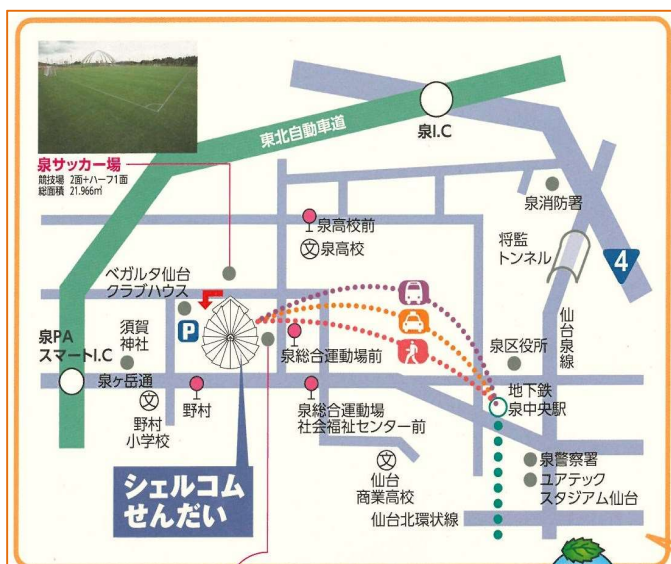 東北自動車道
泉I.C
泉サッカー場
競技場 2面+ハーフ1面
総面積 21.966㎡
泉消防署
泉高校前
泉高校
将監
トンネル
4
ベガルタ仙台
クラブハウス
P
仙台泉線
泉PA
スマートI.C
須賀
神社
泉総合運動場前
泉区役所
地下鉄
泉中央駅
泉ヶ岳通
文
野村
小学校
野村
泉総合運動場
社会福祉センター前
文
シェルコム
せんだい
文
仙台
商業高校
泉警察署
ユアテック
スタジアム仙台
仙台北環状線